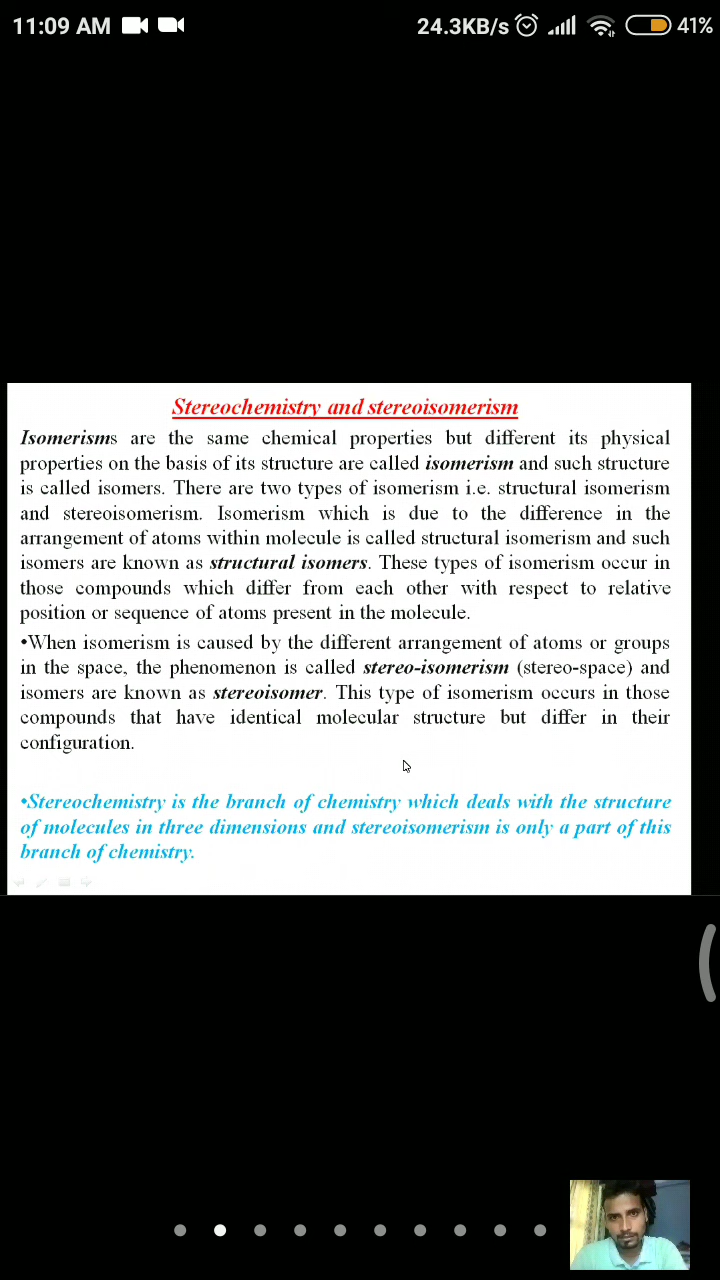 11:09 AM
24.3KB/s
41%
Stereochemistry and stereoisomerism
Isomerisms are the same chemical properties but different its physical
properties on the basis of its structure are called isomerism and such structure
is called isomers. There are two types of isomerism i.e. structural isomerism
and stereoisomerism. Isomerism which is due to the difference in the
arrangement of atoms within molecule is called structural isomerism and such
isomers are known as structural isomers. These types of isomerism occur in
those compounds which differ from each other with respect to relative
position or sequence of atoms present in the molecule.
•When isomerism is caused by the different arrangement of atoms or groups
in the space, the phenomenon is called stereo-isomerism (stereo-space) and
isomers are known as stereoisomer. This type of isomerism occurs in those
compounds that have identical molecular structure but differ in their
configuration.
•Stereochemistry is the branch of chemistry which deals with the structure
of molecules in three dimensions and stereoisomerism is only a part of this
branch of chemistry.